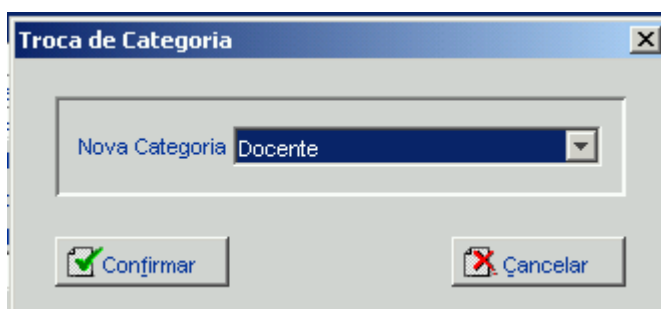 Troca de Categoria
Nova Categoria Docente
Confirmar Cancelar